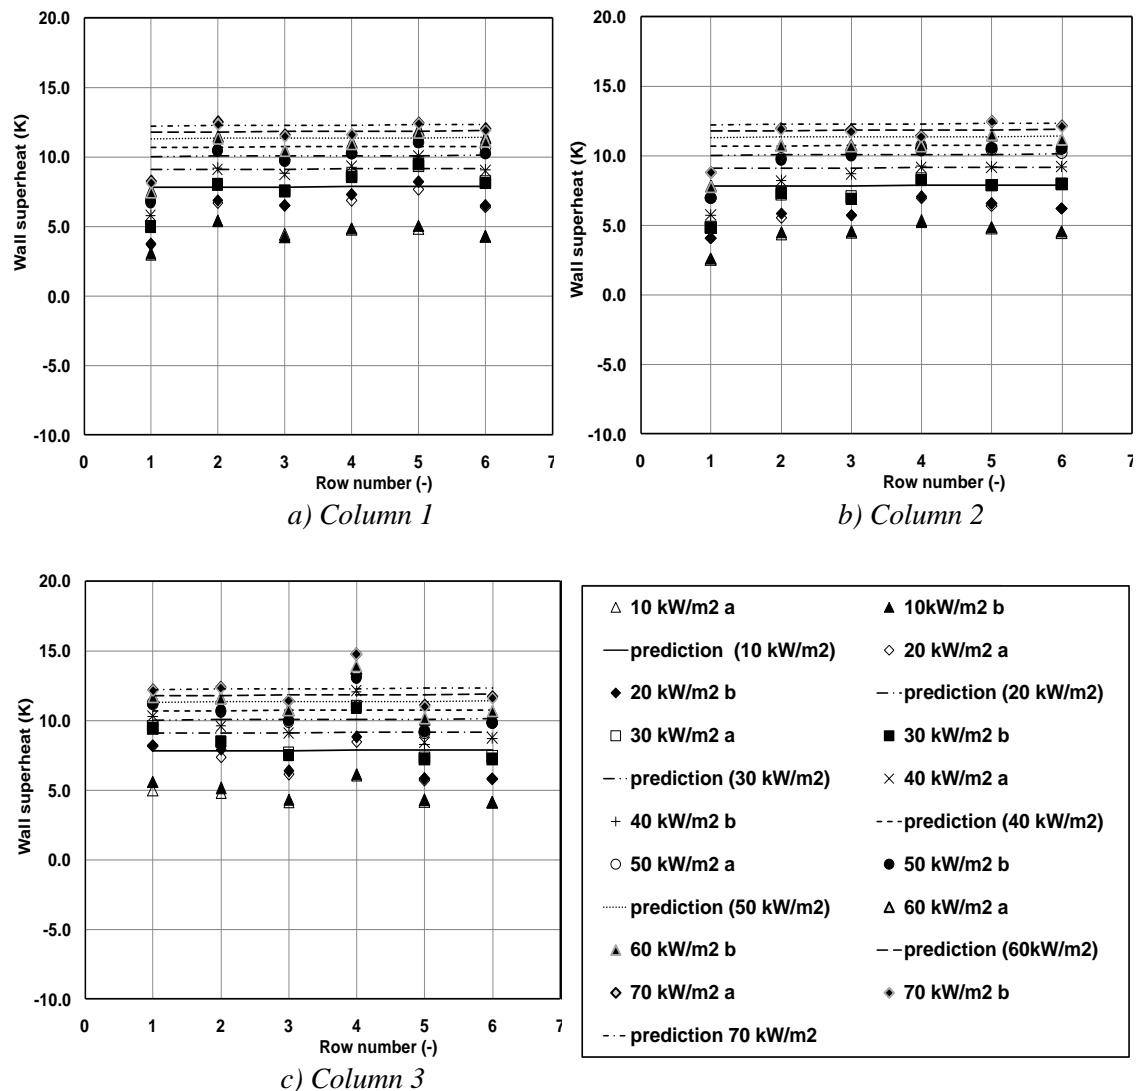 20.0
15.0
10.0
5.0
0.0
-5.0
-10.0
Wall superheat (K)
0 1 2 3 4 5 6 7
Row number (-)
a) Column 1
20.0
15.0
10.0
5.0
0.0
-5.0
-10.0
Wall superheat (K)
0 1 2 3 4 5 6 7
Row number (-)
b) Column 2
20.0
15.0
10.0
5.0
0.0
-5.0
-10.0
Wall superheat (K)
0 1 2 3 4 5 6 7
Row number (-)
c) Column 3
10 kW/m2 a 10kW/m2 b
prediction (10 kW/m2) 20 kW/m2 a
20 kW/m2 b prediction (20 kW/m2)
30 kW/m2 a 30 kW/m2 b
prediction (30 kW/m2) 40 kW/m2 a
40 kW/m2 b prediction (40 kW/m2)
50 kW/m2 a 50 kW/m2 b
prediction (50 kW/m2) 60 kW/m2 a
60 kW/m2 b prediction (60kW/m2)
70 kW/m2 a 70 kW/m2 b
prediction 70 kW/m2